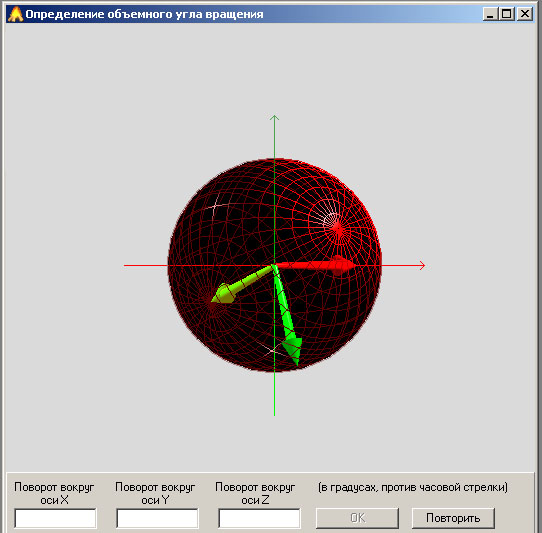 Определение объемного угла вращения
Поворот вокруг оси X
Поворот вокруг оси Y
Поворот вокруг оси Z
(в градусах, против часовой стрелки)
OK
Повторить